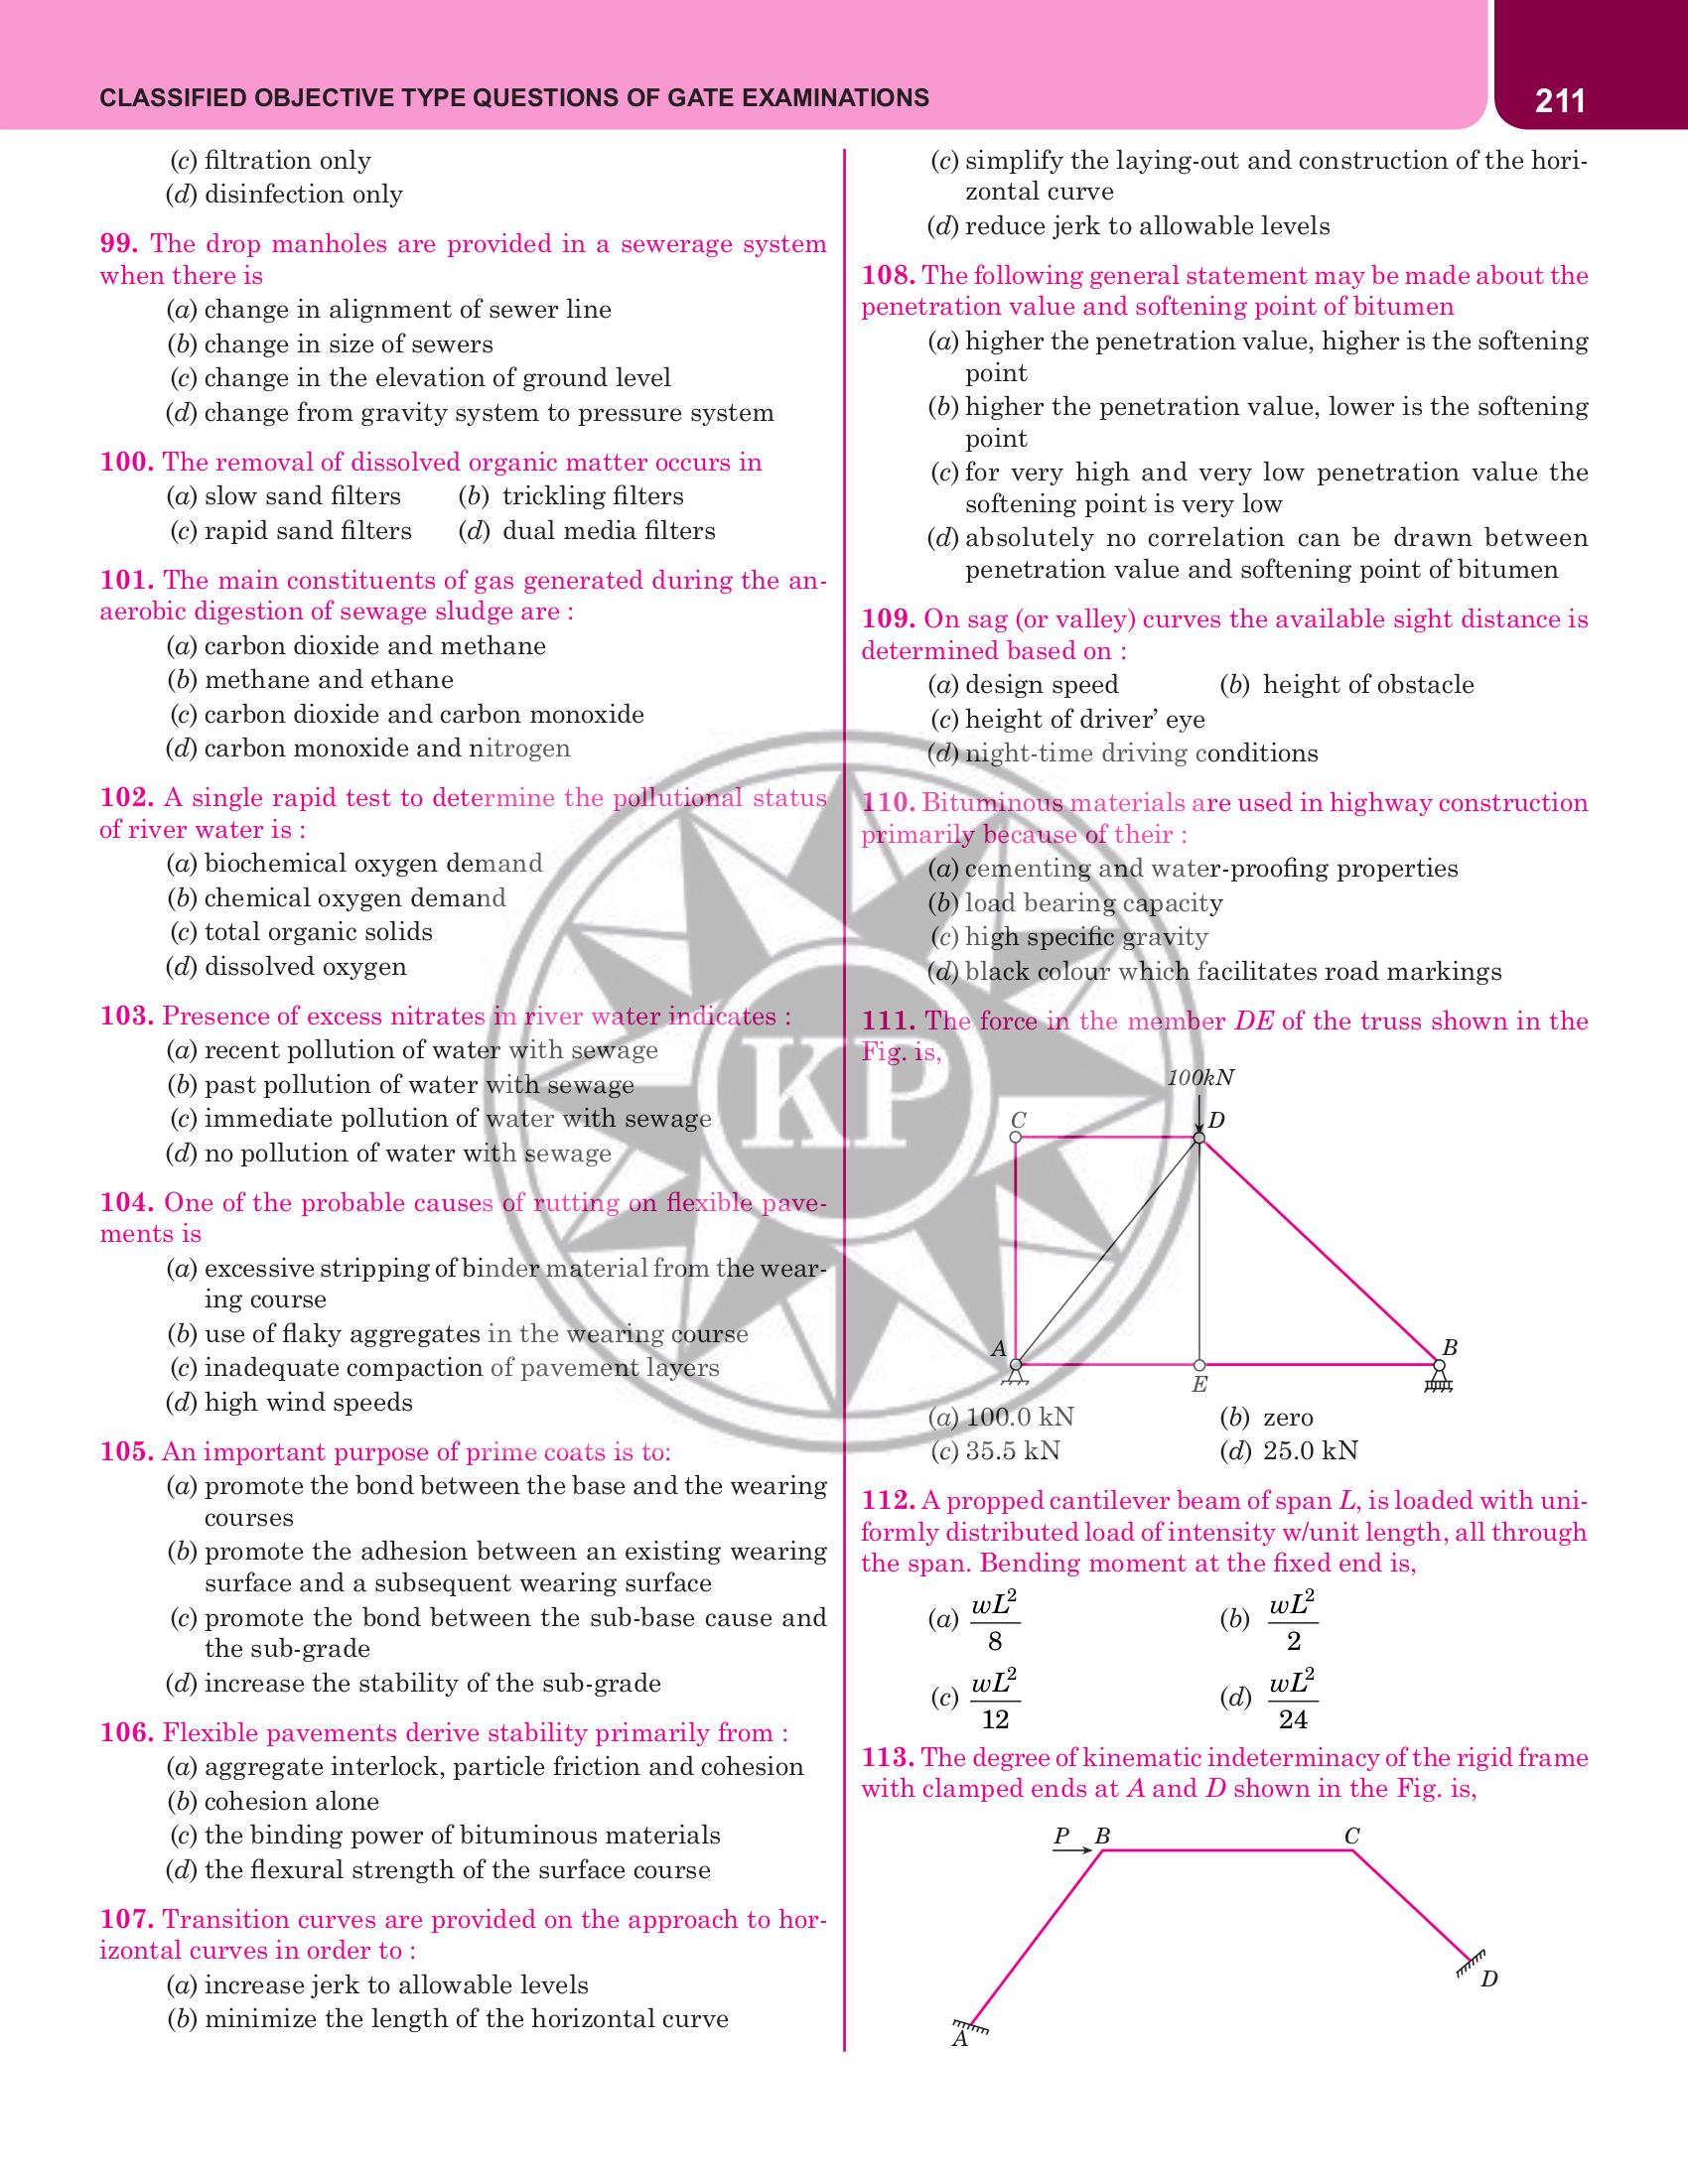 CLASSIFIED OBJECTIVE TYPE QUESTIONS OF GATE EXAMINATIONS
211
(c) filtration only
(d) disinfection only
99. The drop manholes are provided in a sewerage system
when there is
(a) change in alignment of sewer line
(b) change in size of sewers
(c) change in the elevation of ground level
(d) change from gravity system to pressure system
100. The removal of dissolved organic matter occurs in
(a) slow sand filters (b) trickling filters
(c) rapid sand filters (d) dual media filters
101. The main constituents of gas generated during the an-
aerobic digestion of sewage sludge are :
(a) carbon dioxide and methane
(b) methane and ethane
(c) carbon dioxide and carbon monoxide
(d) carbon monoxide and nitrogen
102. A single rapid test to determine the pollutional status
of river water is :
(a) biochemical oxygen demand
(b) chemical oxygen demand
(c) total organic solids
(d) dissolved oxygen
103. Presence of excess nitrates in river water indicates :
(a) recent pollution of water with sewage
(b) past pollution of water with sewage
(c) immediate pollution of water with sewage
(d) no pollution of water with sewage
104. One of the probable causes of rutting on flexible pave-
ments is
(a) excessive stripping of binder material from the wear-
ing course
(b) use of flaky aggregates in the wearing course
(c) inadequate compaction of pavement layers
(d) high wind speeds
105. An important purpose of prime coats is to:
(a) promote the bond between the base and the wearing
courses
(b) promote the adhesion between an existing wearing
surface and a subsequent wearing surface
(c) promote the bond between the sub-base cause and
the sub-grade
(d) increase the stability of the sub-grade
106. Flexible pavements derive stability primarily from :
(a) aggregate interlock, particle friction and cohesion
(b) cohesion alone
(c) the binding power of bituminous materials
(d) the flexural strength of the surface course
107. Transition curves are provided on the approach to hor-
izontal curves in order to :
(a) increase jerk to allowable levels
(b) minimize the length of the horizontal curve
(c) simplify the laying-out and construction of the hori-
zontal curve
(d) reduce jerk to allowable levels
108. The following general statement may be made about the
penetration value and softening point of bitumen
(a) higher the penetration value, higher is the softening
point
(b) higher the penetration value, lower is the softening
point
(c) for very high and very low penetration value the
softening point is very low
(d) absolutely no correlation can be drawn between
penetration value and softening point of bitumen
109. On sag (or valley) curves the available sight distance is
determined based on :
(a) design speed (b) height of obstacle
(c) height of driver' eye
(d) night-time driving conditions
110. Bituminous materials are used in highway construction
primarily because of their :
(a) cementing and water-proofing properties
(b) load bearing capacity
(c) high specific gravity
(d) black colour which facilitates road markings
111. The force in the member DE of the truss shown in the
Fig. is,
100kN
C D
A B
E
(a) 100.0 kN (b) zero
(c) 35.5 kN (d) 25.0 kN
112. A propped cantilever beam of span L, is loaded with uni-
formly distributed load of intensity w/unit length, all through
the span. Bending moment at the fixed end is,
(a) wL²/8 (b) wL²/2
(c) wL²/12 (d) wL²/24
113. The degree of kinematic indeterminacy of the rigid frame
with clamped ends at A and D shown in the Fig. is,
P B C
D
A
KP